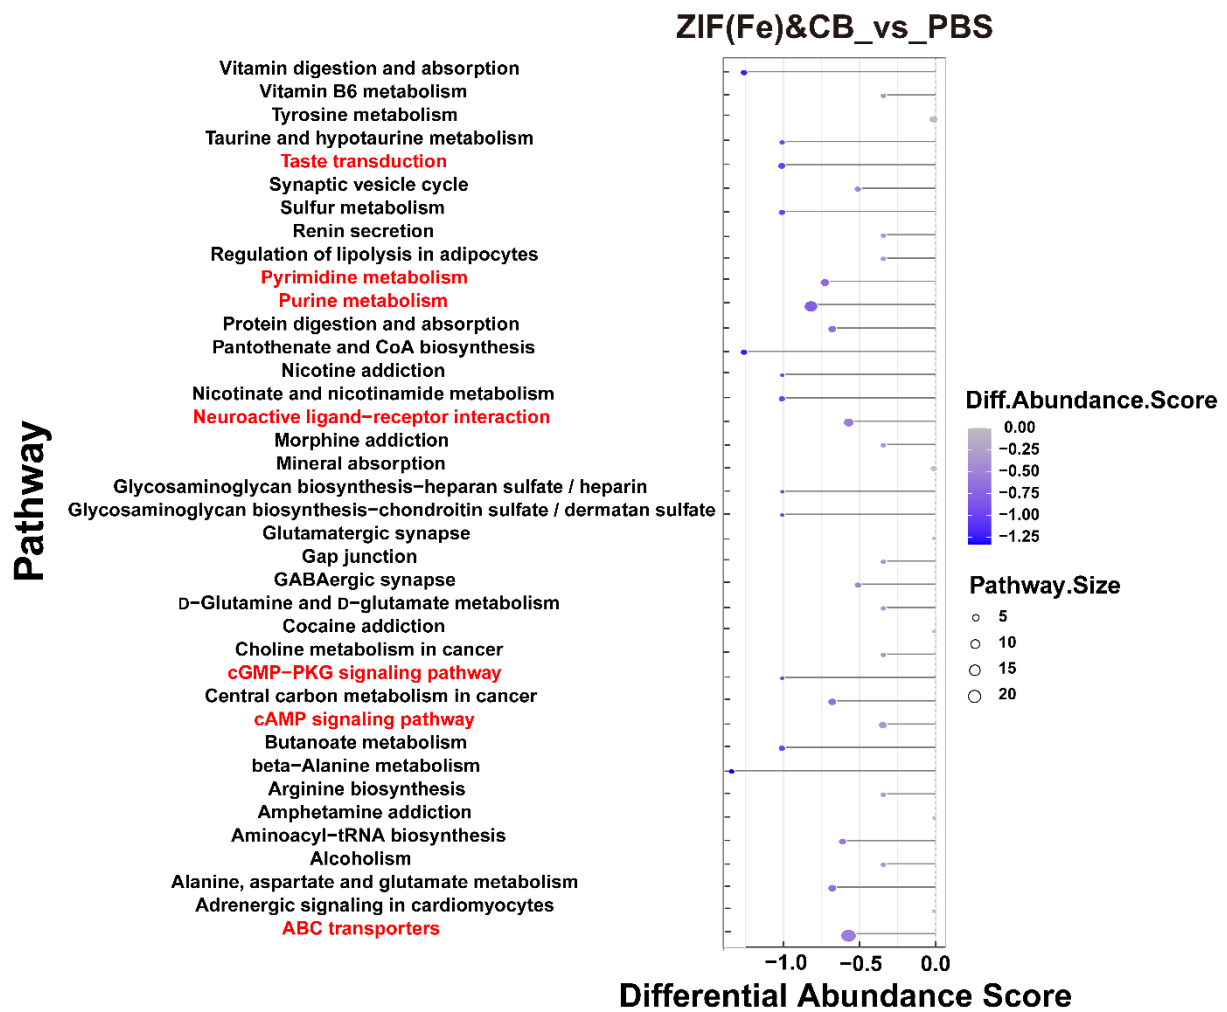 ZIF(Fe)&CB_vs_PBS
Vitamin digestion and absorption
Vitamin B6 metabolism
Tyrosine metabolism
Taurine and hypotaurine metabolism
Taste transduction
Synaptic vesicle cycle
Sulfur metabolism
Renin secretion
Regulation of lipolysis in adipocytes
Pyrimidine metabolism
Purine metabolism
Protein digestion and absorption
Pantothenate and CoA biosynthesis
Nicotine addiction
Nicotinate and nicotinamide metabolism
Neuroactive ligand−receptor interaction
Morphine addiction
Mineral absorption
Glycosaminoglycan biosynthesis−heparan sulfate / heparin
Glycosaminoglycan biosynthesis−chondroitin sulfate / dermatan sulfate
Glutamatergic synapse
Gap junction
GABAergic synapse
D−Glutamine and D−glutamate metabolism
Cocaine addiction
Choline metabolism in cancer
cGMP−PKG signaling pathway
Central carbon metabolism in cancer
cAMP signaling pathway
Butanoate metabolism
beta−Alanine metabolism
Arginine biosynthesis
Amphetamine addiction
Aminoacyl−tRNA biosynthesis
Alcoholism
Alanine, aspartate and glutamate metabolism
Adrenergic signaling in cardiomyocytes
ABC transporters
Pathway
−1.0 −0.5 0.0
Differential Abundance Score
Diff.Abundance.Score
0.00
−0.25
−0.50
−0.75
−1.00
−1.25
Pathway.Size
5
10
15
20